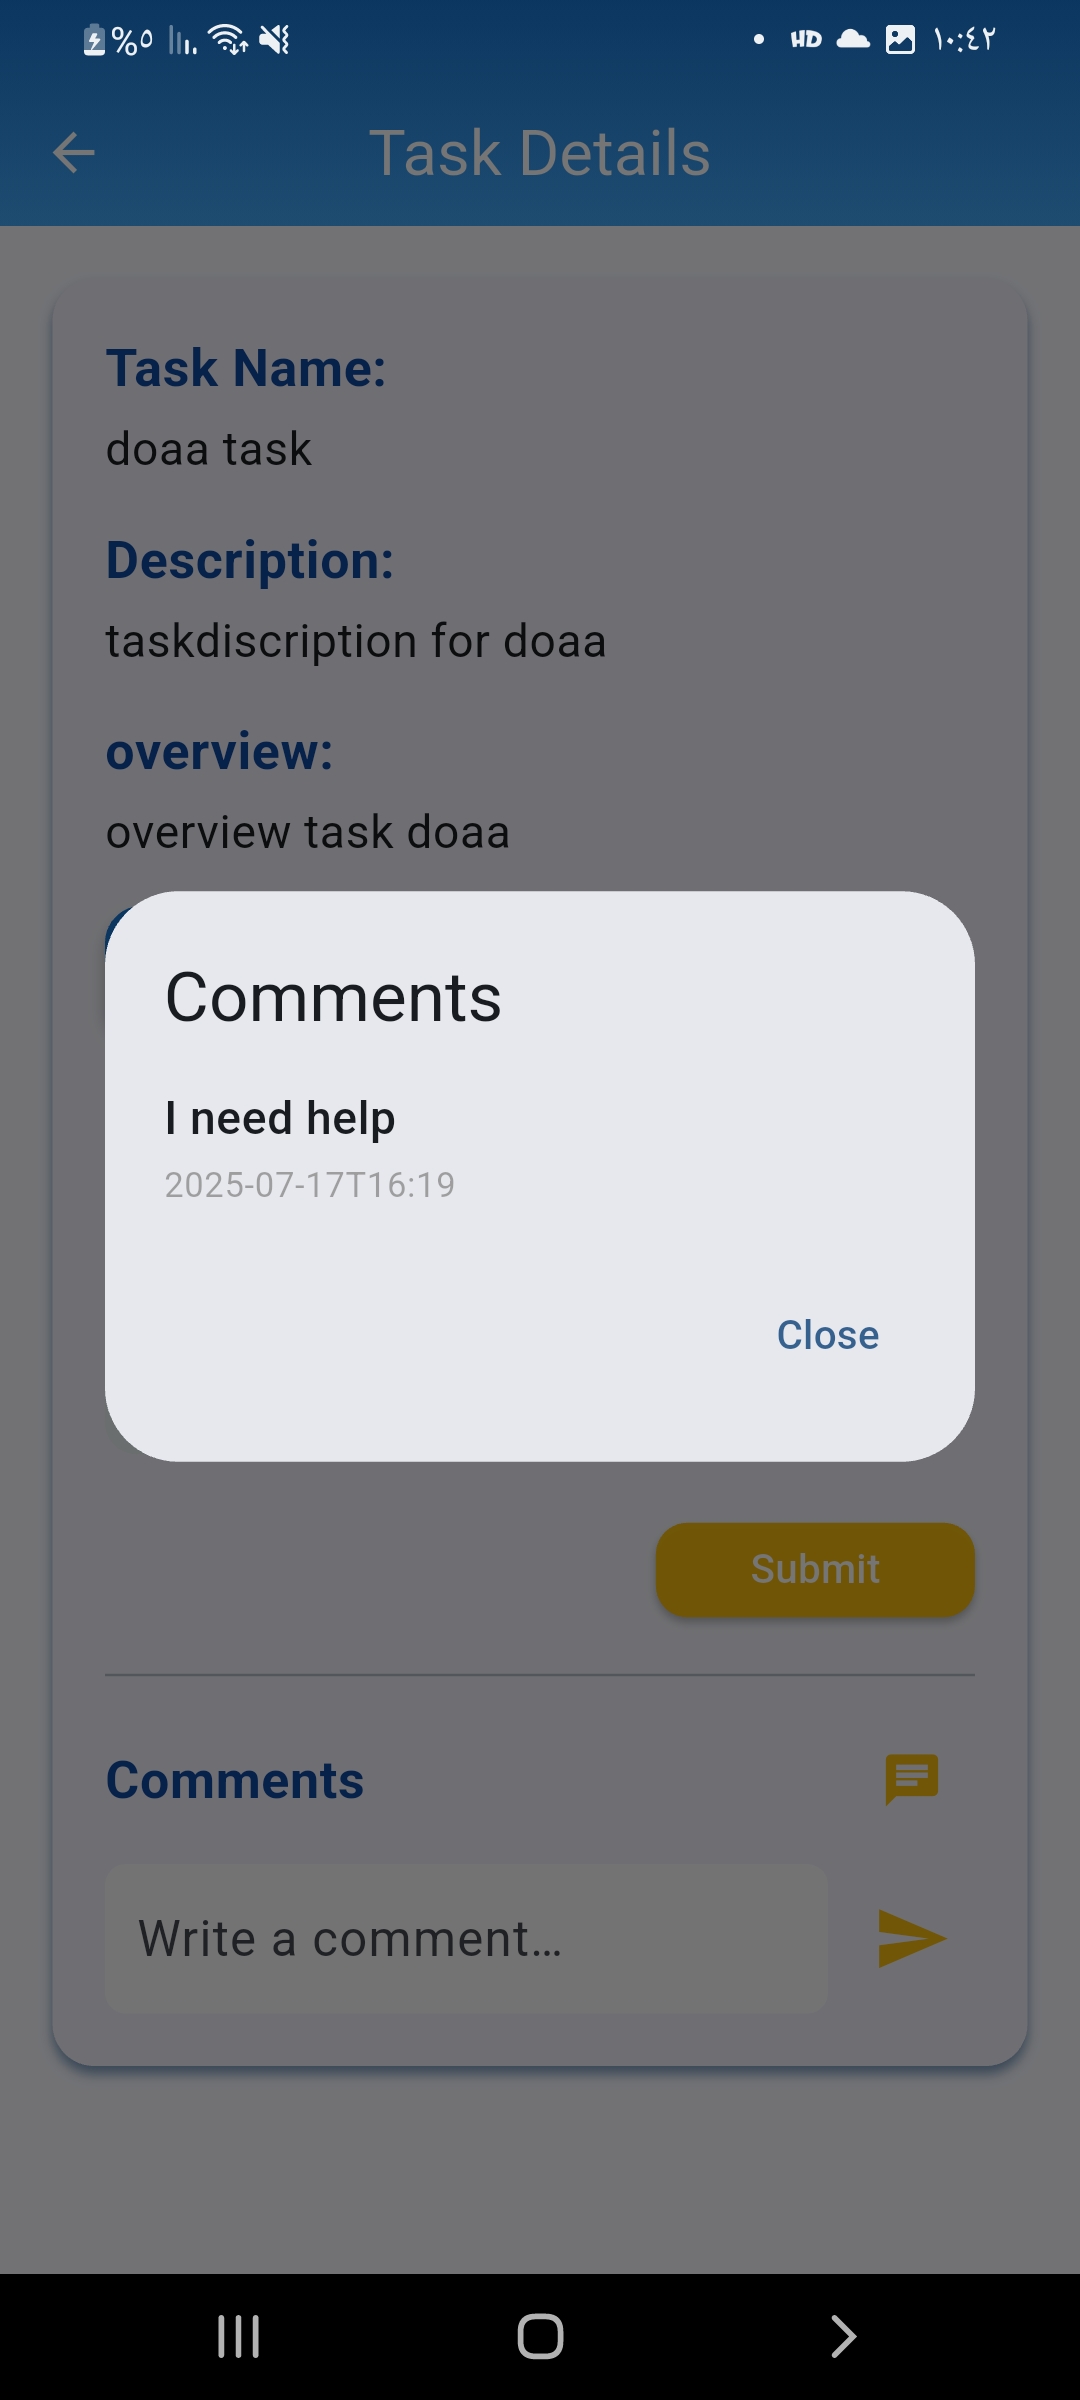 %٥ HD ١٠:٤٢
Task Details
Task Name:
doaa task
Description:
taskdiscription for doaa
overview:
overview task doaa
Comments
I need help
2025-07-17T16:19
Close
Submit
Comments
Write a comment…